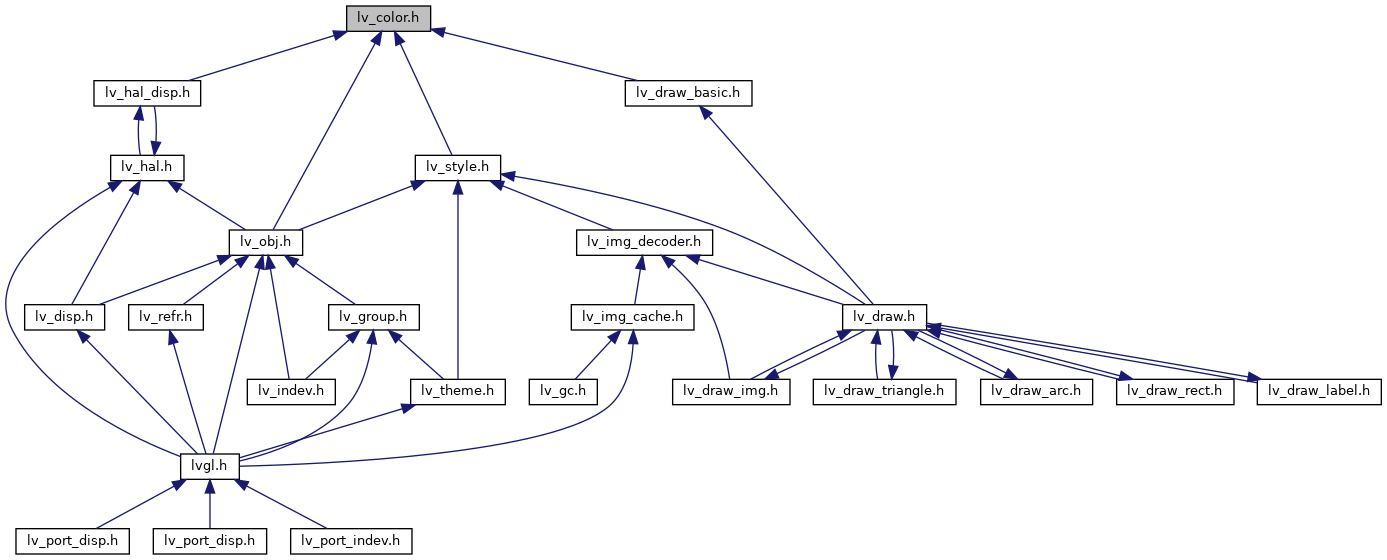 lv_color.h
lv_hal_disp.h
lv_draw_basic.h
lv_hal.h
lv_style.h
lv_obj.h
lv_img_decoder.h
lv_disp.h
lv_refr.h
lv_group.h
lv_img_cache.h
lv_draw.h
lv_indev.h
lv_theme.h
lv_gc.h
lv_draw_img.h
lv_draw_triangle.h
lv_draw_arc.h
lv_draw_rect.h
lv_draw_label.h
lvgl.h
lv_port_disp.h
lv_port_disp.h
lv_port_indev.h